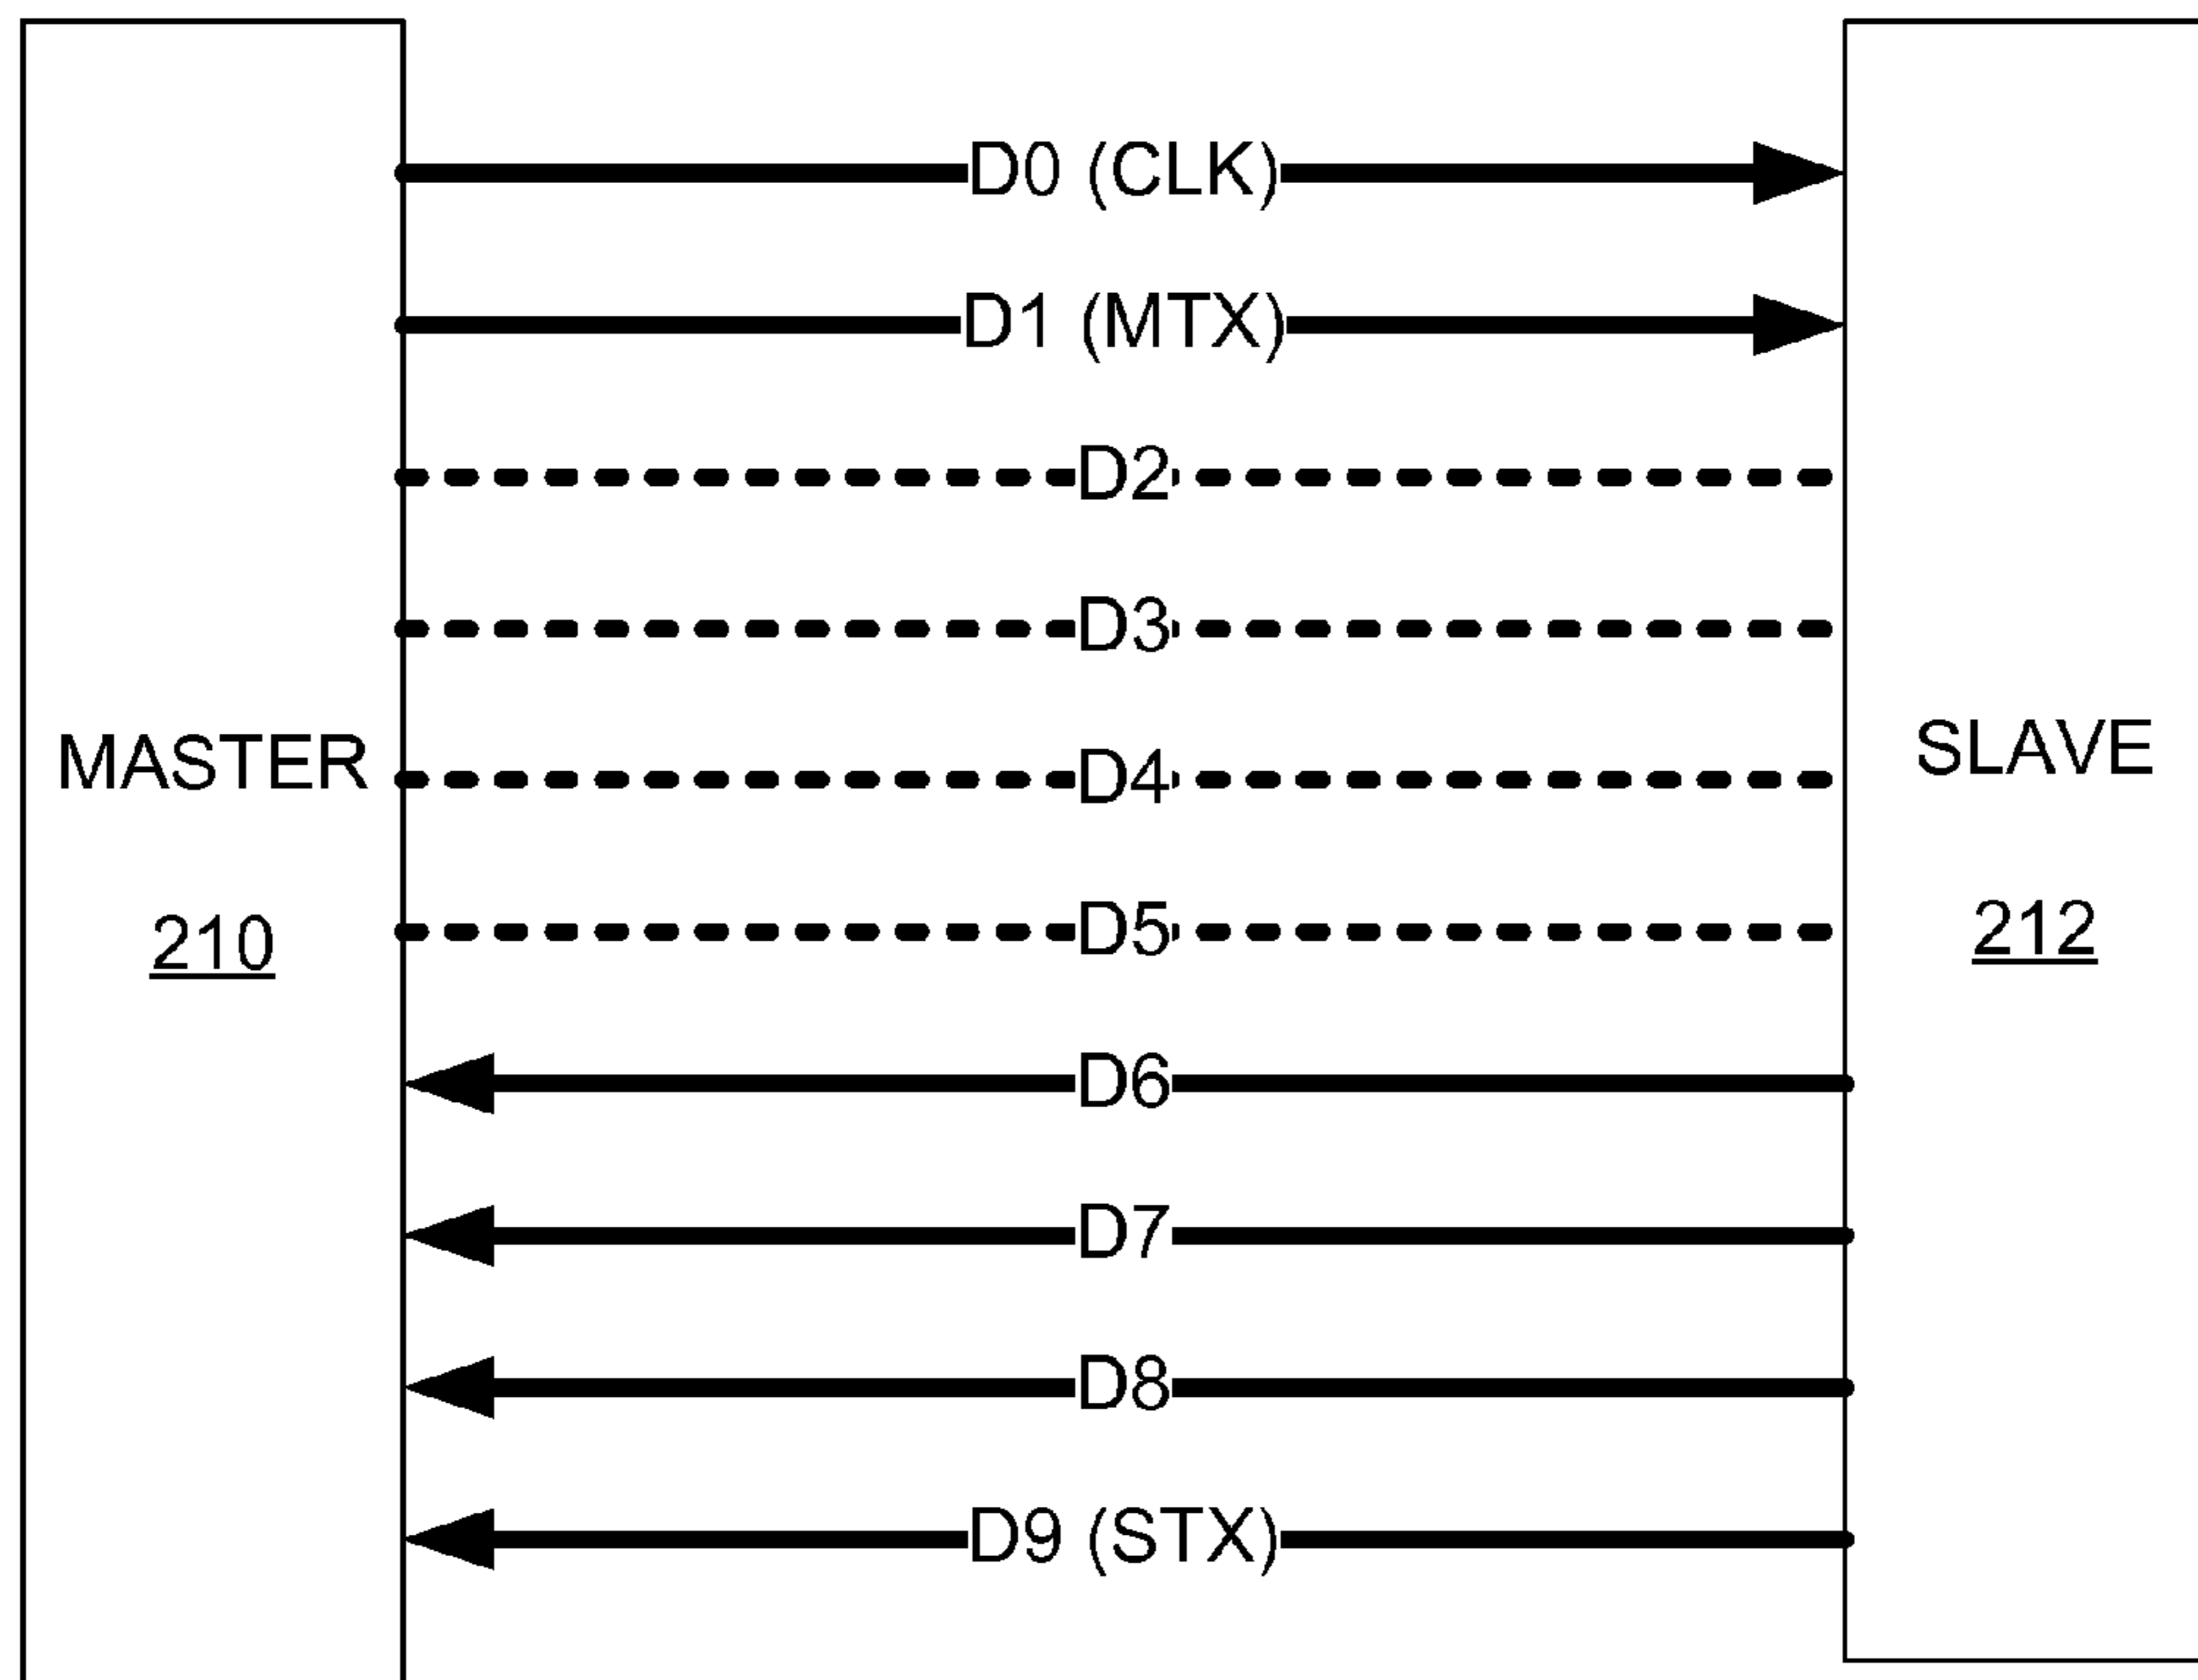 D0 (CLK)
D1 (MTX)
D2
D3
D4
D5
D6
D7
D8
D9 (STX)
MASTER
210
SLAVE
212